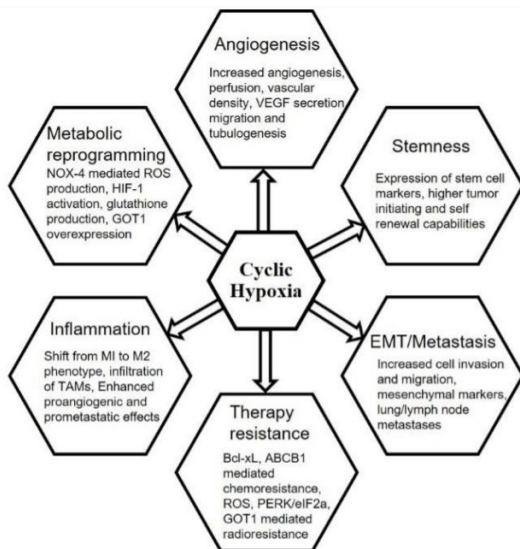 Angiogenesis
Increased angiogenesis,
perfusion, vascular
density, VEGF secretion
migration and
tubulogenesis
Metabolic
reprogramming
NOX-4 mediated ROS
production, HIF-1
activation, glutathione
production, GOT1
overexpression
Stemness
Expression of stem cell
markers, higher tumor
initiating and self
renewal capabilities
Cyclic
Hypoxia
Inflammation
Shift from MI to M2
phenotype, infiltration
of TAMs, Enhanced
proangiogenic and
prometastatic effects
EMT/Metastasis
Increased cell invasion
and migration,
mesenchymal markers,
lung/lymph node
metastases
Therapy
resistance
Bcl-xL, ABCB1
mediated
chemoresistance,
ROS, PERK/eIF2a,
GOT1 mediated
radioresistance